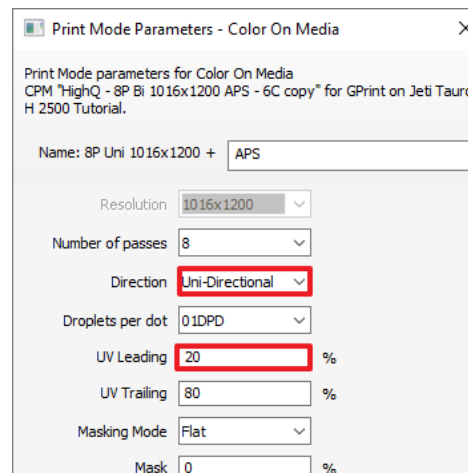 Print Mode Parameters - Color On Media
Print Mode parameters for Color On Media
CPM "HighQ - 8P Bi 1016x1200 APS - 6C copy" for GPrint on Jeti Tauro
H 2500 Tutorial.
Name: 8P Uni 1016x1200 + APS
Resolution 1016x1200
Number of passes 8
Direction Uni-Directional
Droplets per dot 01DPD
UV Leading 20 %
UV Trailing 80 %
Masking Mode Flat
Mask 0 %